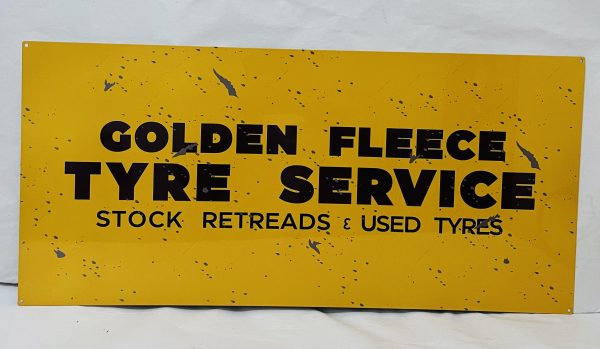 GOLDEN FLEECE
TYRE SERVICE
STOCK RETREADS & USED TYRES